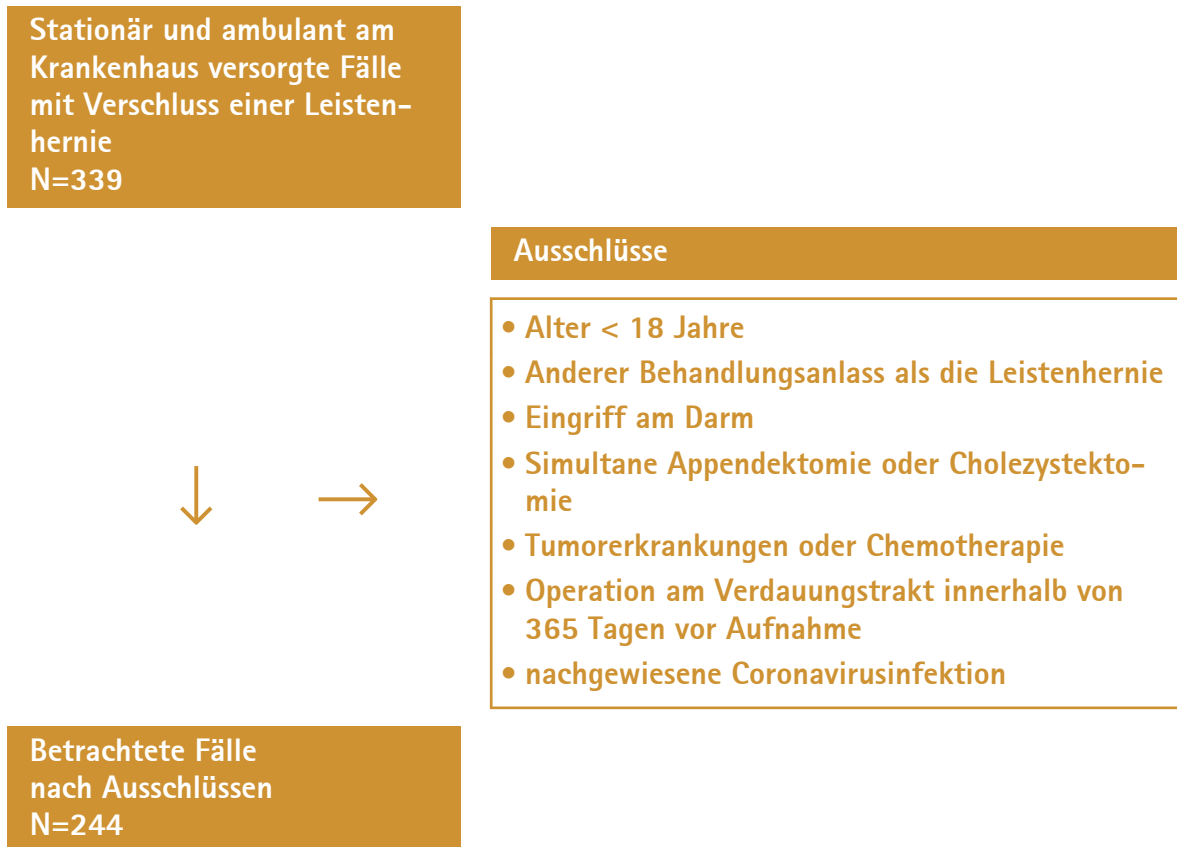 Stationär und ambulant am
Krankenhaus versorgte Fälle
mit Verschluss einer Leisten-
hernie
N=339
Ausschlüsse
• Alter < 18 Jahre
• Anderer Behandlungsanlass als die Leistenhernie
• Eingriff am Darm
• Simultane Appendektomie oder Cholezystekto-
mie
• Tumorerkrankungen oder Chemotherapie
• Operation am Verdauungstrakt innerhalb von
365 Tagen vor Aufnahme
• nachgewiesene Coronavirusinfektion
Betrachtete Fälle
nach Ausschlüssen
N=244